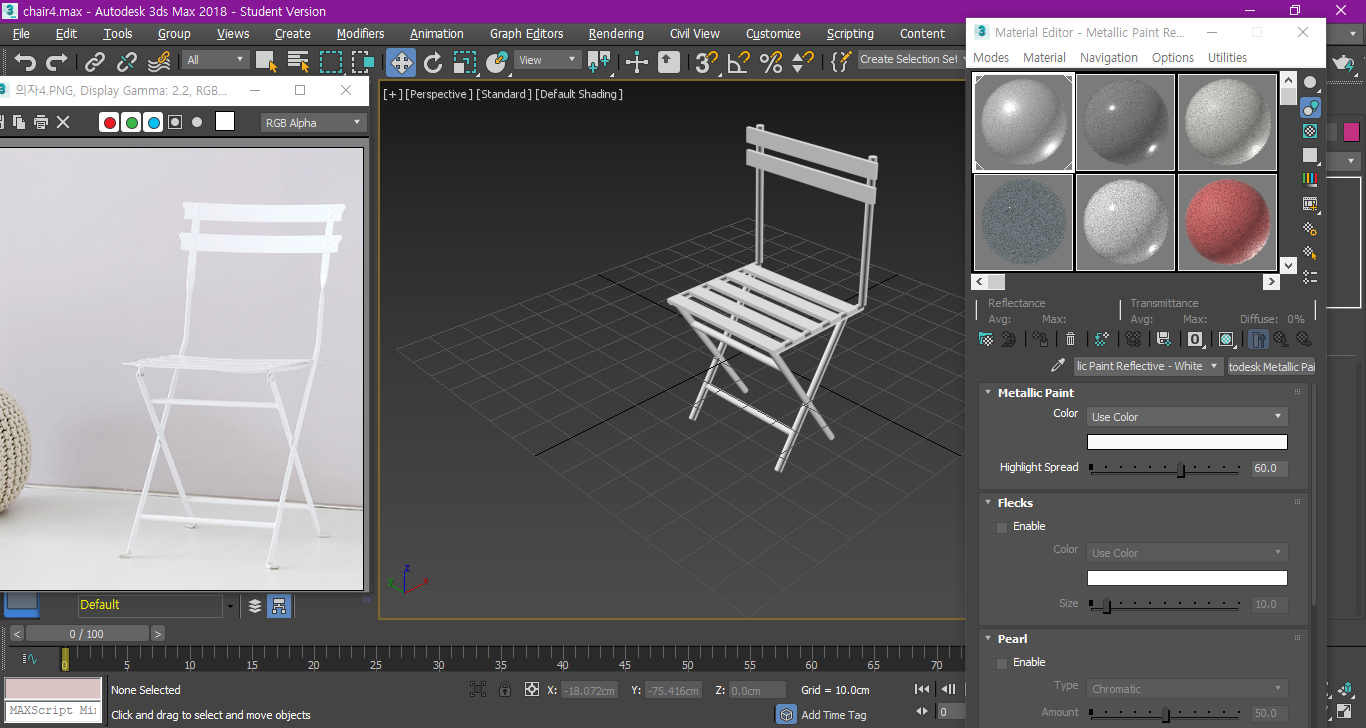 chair4.max - Autodesk 3ds Max 2018 - Student Version
File Edit Tools Group Views Create Modifiers Animation Graph Editors Rendering Civil View Customize Scripting Content
All
View
Create Selection Set
의자4.PNG, Display Gamma: 2.2, RGB...
RGB Alpha
[+] [Perspective ] [Standard ] [Default Shading ]
z
y
x
Material Editor - Metallic Paint Re...
Modes Material Navigation Options Utilities
Reflectance
Avg: Max:
Transmittance
Avg: Max: Diffuse: 0%
lic Paint Reflective - White
todesk Metallic Pai
Metallic Paint
Color Use Color
Highlight Spread 60.0
Flecks
Enable
Color Use Color
Size 10.0
Pearl
Enable
Type Chromatic
Amount 50.0
Default
0 / 100
0 5 10 15 20 25 30 35 40 45 50 55 60 65 70
None Selected
X: -18.072cm Y: -75.416cm Z: 0.0cm Grid = 10.0cm
MAXScript Mi
Click and drag to select and move objects
Add Time Tag
0